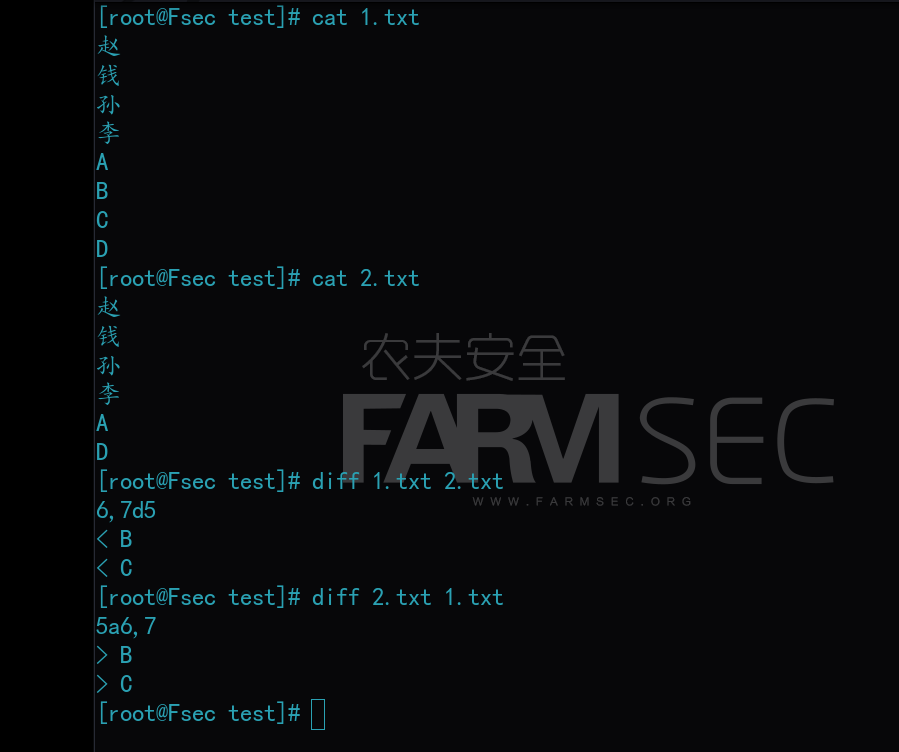 [root@Fsec test]# cat 1.txt
赵
钱
孙
李
A
B
C
D
[root@Fsec test]# cat 2.txt
赵
钱
孙
李
A
D
农夫安全
FARMSEC
WWW.FARMSEC.ORG
[root@Fsec test]# diff 1.txt 2.txt
6,7d5
< B
< C
[root@Fsec test]# diff 2.txt 1.txt
5a6,7
> B
> C
[root@Fsec test]#